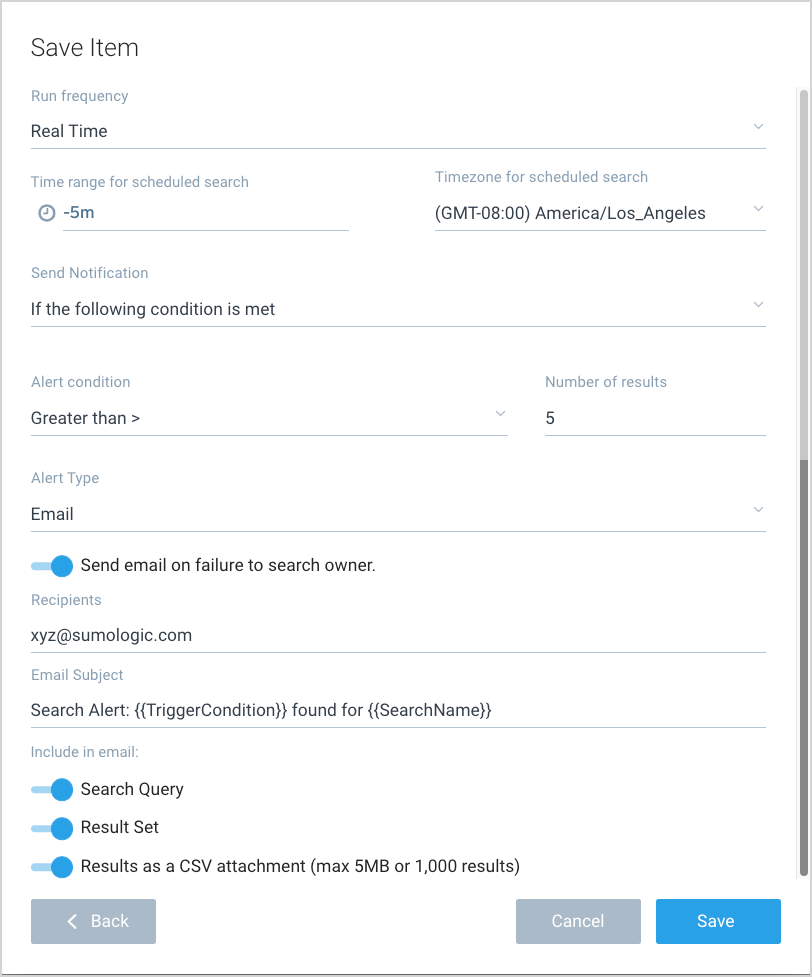 Save Item
Run frequency
Real Time
Time range for scheduled search
Timezone for scheduled search
-5m
(GMT-08:00) America/Los_Angeles
Send Notification
If the following condition is met
Alert condition
Number of results
Greater than >
5
Alert Type
Email
Send email on failure to search owner.
Recipients
xyz@sumologic.com
Email Subject
Search Alert: {{TriggerCondition}} found for {{SearchName}}
Include in email:
Search Query
Result Set
Results as a CSV attachment (max 5MB or 1,000 results)
Back
Cancel
Save